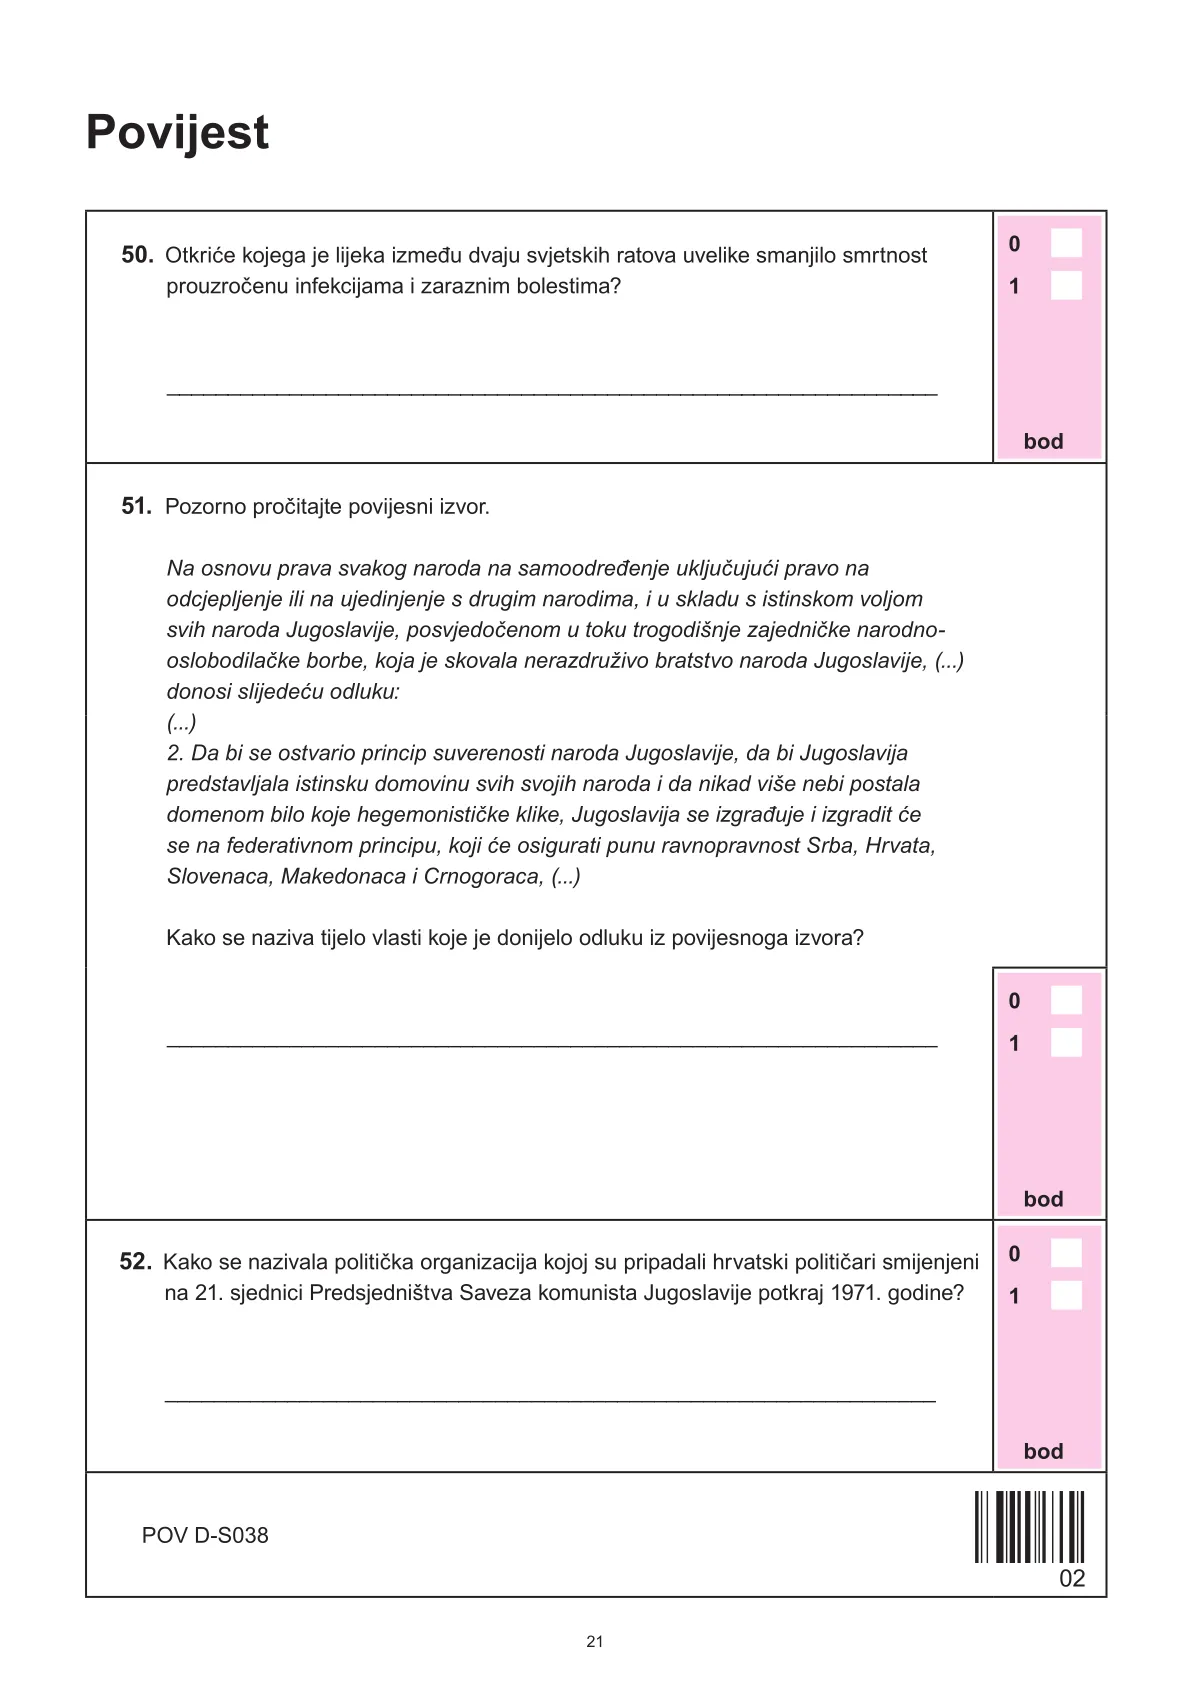 Povijest
50. Otkriće kojega je lijeka između dvaju svjetskih ratova uvelike smanjilo smrtnost
prouzročenu infekcijama i zaraznim bolestima?
0
1
bod
51. Pozorno pročitajte povijesni izvor.
Na osnovu prava svakog naroda na samoodređenje uključujući pravo na
odcjepljenje ili na ujedinjenje s drugim narodima, i u skladu s istinskom voljom
svih naroda Jugoslavije, posvjedočenom u toku trogodišnje zajedničke narodno-
oslobodilačke borbe, koja je skovala nerazdruživo bratstvo naroda Jugoslavije, (...)
donosi slijedeću odluku:
(...)
2. Da bi se ostvario princip suverenosti naroda Jugoslavije, da bi Jugoslavija
predstavljala istinsku domovinu svih svojih naroda i da nikad više nebi postala
domenom bilo koje hegemonističke klike, Jugoslavija se izgrađuje i izgradit će
se na federativnom principu, koji će osigurati punu ravnopravnost Srba, Hrvata,
Slovenaca, Makedonaca i Crnogoraca, (...)
Kako se naziva tijelo vlasti koje je donijelo odluku iz povijesnoga izvora?
0
1
bod
52. Kako se nazivala politička organizacija kojoj su pripadali hrvatski političari smijenjeni
na 21. sjednici Predsjedništva Saveza komunista Jugoslavije potkraj 1971. godine?
0
1
bod
POV D-S038
02
21